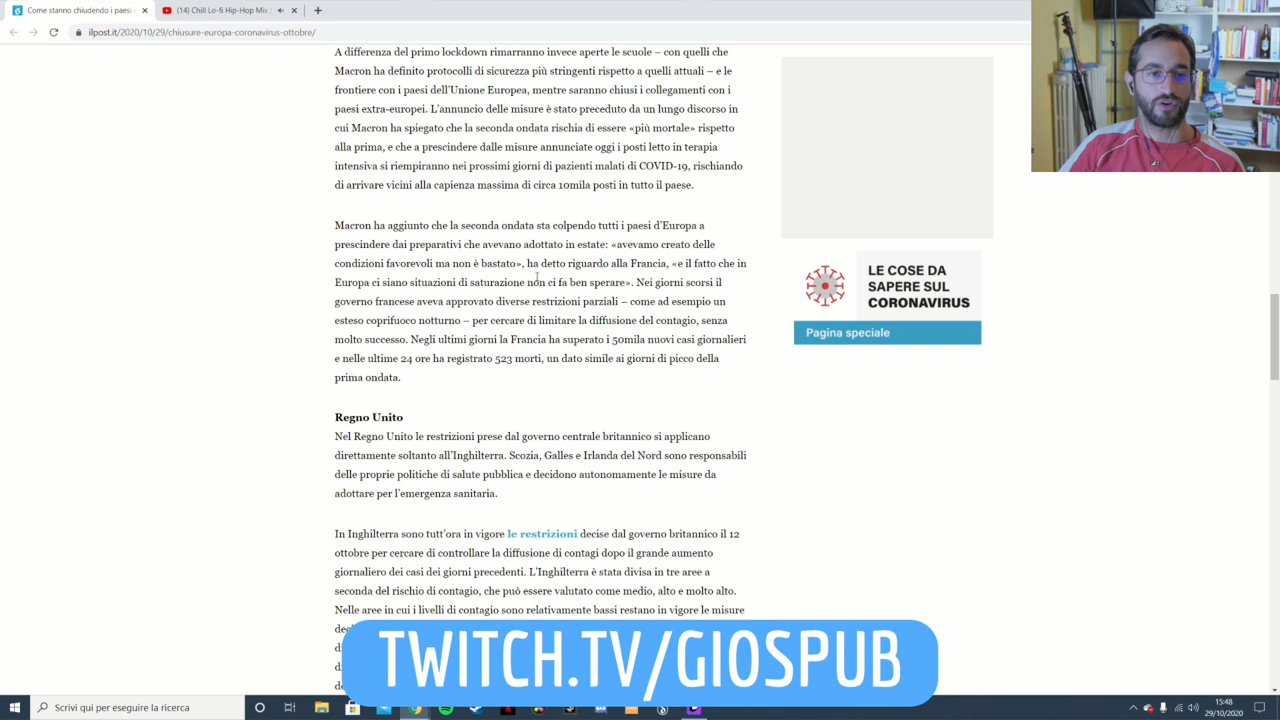 Come stanno chiudendo i paesi
(14) Chill Lo-fi Hip-Hop Mix
ilpost.it/2020/10/29/chiusure-europa-coronavirus-ottobre/
A differenza del primo lockdown rimarranno invece aperte le scuole – con quelli che
Macron ha definito protocolli di sicurezza più stringenti rispetto a quelli attuali – e le
frontiere con i paesi dell'Unione Europea, mentre saranno chiusi i collegamenti con i
paesi extra-europei. L'annuncio delle misure è stato preceduto da un lungo discorso in
cui Macron ha spiegato che la seconda ondata rischia di essere «più mortale» rispetto
alla prima, e che a prescindere dalle misure annunciate oggi i posti letto in terapia
intensiva si riempiranno nei prossimi giorni di pazienti malati di COVID-19, rischiando
di arrivare vicini alla capienza massima di circa 10mila posti in tutto il paese.
Macron ha aggiunto che la seconda ondata sta colpendo tutti i paesi d'Europa a
prescindere dai preparativi che avevano adottato in estate: «avevamo creato delle
condizioni favorevoli ma non è bastato», ha detto riguardo alla Francia, «e il fatto che in
Europa ci siano situazioni di saturazione non ci fa ben sperare». Nei giorni scorsi il
governo francese aveva approvato diverse restrizioni parziali – come ad esempio un
esteso coprifuoco notturno – per cercare di limitare la diffusione del contagio, senza
molto successo. Negli ultimi giorni la Francia ha superato i 50mila nuovi casi giornalieri
e nelle ultime 24 ore ha registrato 523 morti, un dato simile ai giorni di picco della
prima ondata.
LE COSE DA
SAPERE SUL
CORONAVIRUS
Pagina speciale
Regno Unito
Nel Regno Unito le restrizioni prese dal governo centrale britannico si applicano
direttamente soltanto all'Inghilterra. Scozia, Galles e Irlanda del Nord sono responsabili
delle proprie politiche di salute pubblica e decidono autonomamente le misure da
adottare per l'emergenza sanitaria.
In Inghilterra sono tutt'ora in vigore le restrizioni decise dal governo britannico il 12
ottobre per cercare di controllare la diffusione di contagi dopo il grande aumento
giornaliero dei casi dei giorni precedenti. L'Inghilterra è stata divisa in tre aree a
seconda del rischio di contagio, che può essere valutato come medio, alto e molto alto.
Nelle aree in cui i livelli di contagio sono relativamente bassi restano in vigore le misure
TWITCH.TV/GIOSPUB
Scrivi qui per eseguire la ricerca
15:48
29/10/2020